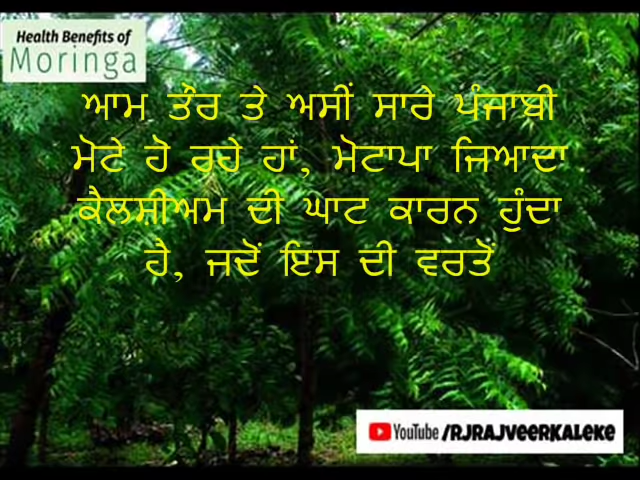 Health Benefits of
Moringa
ਆਮ ਤੌਰ ਤੇ ਅਸੀਂ ਸਾਰੇ ਪੰਜਾਬੀ
ਮੋਟੇ ਹੋ ਰਹੇ ਹਾਂ, ਮੋਟਾਪਾ ਜਿਆਦਾ
ਕੈਲਸ਼ੀਅਮ ਦੀ ਘਾਟ ਕਾਰਨ ਹੁੰਦਾ
ਹੈ, ਜਦੋਂ ਇਸ ਦੀ ਵਰਤੋਂ
YouTube /RJRAJVEERKALEKE